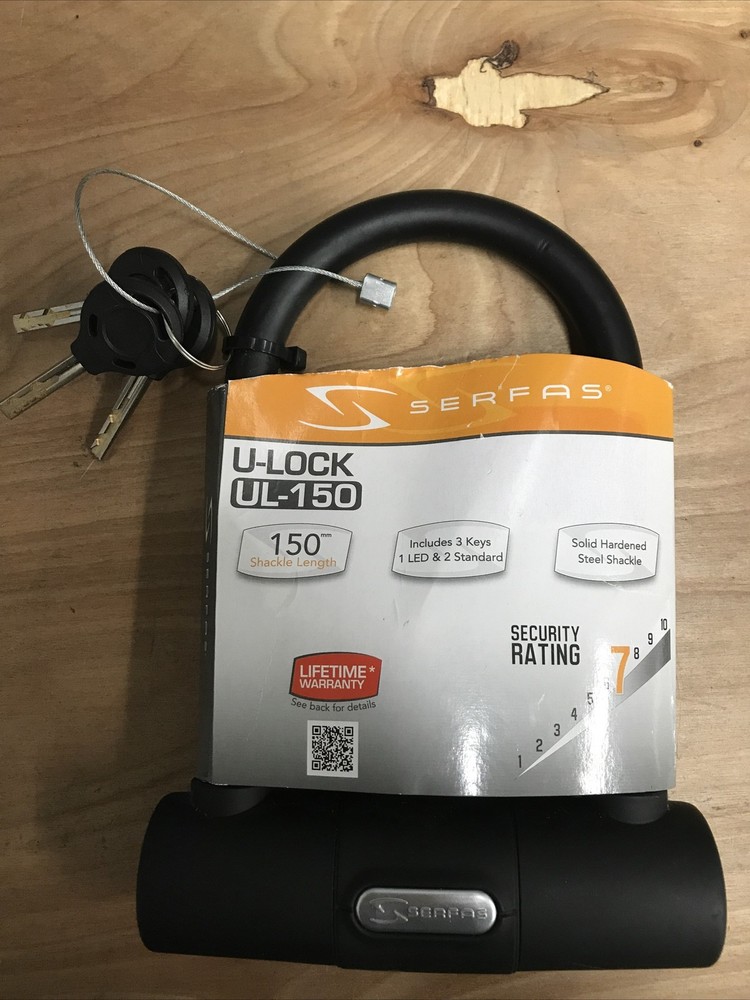 SERFAS®
U-LOCK
UL-150
150mm
Shackle Length
Includes 3 Keys
1 LED & 2 Standard
Solid Hardened
Steel Shackle
SECURITY
RATING
1 2 3 4 5 6 7 8 9 10
LIFETIME*
WARRANTY
See back for details
SERFAS
SERFAS